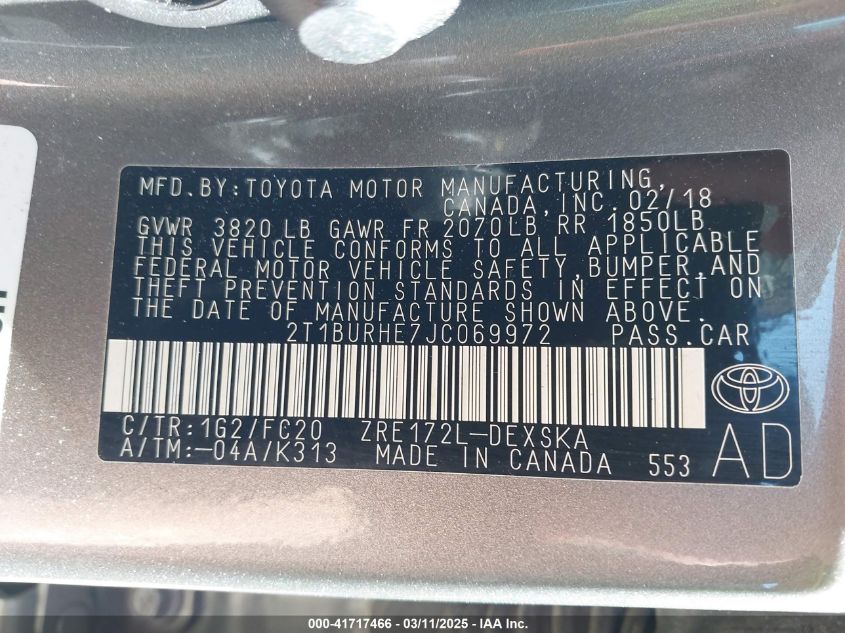 MFD. BY: TOYOTA MOTOR MANUFACTURING,
CANADA, INC. 02/18
GVWR 3820 LB GAWR FR 2070LB RR 1850LB
THIS VEHICLE CONFORMS TO ALL APPLICABLE
FEDERAL MOTOR VEHICLE SAFETY, BUMPER, AND
THEFT PREVENTION STANDARDS IN EFFECT ON
THE DATE OF MANUFACTURE SHOWN ABOVE.
2T1BURHE7JC069972 PASS. CAR
C/TR: 1G2/FC20 ZRE172L-DEXSKA
A/TM: -04A/K313 MADE IN CANADA 553 AD
000-41717466 - 03/11/2025 - IAA Inc.